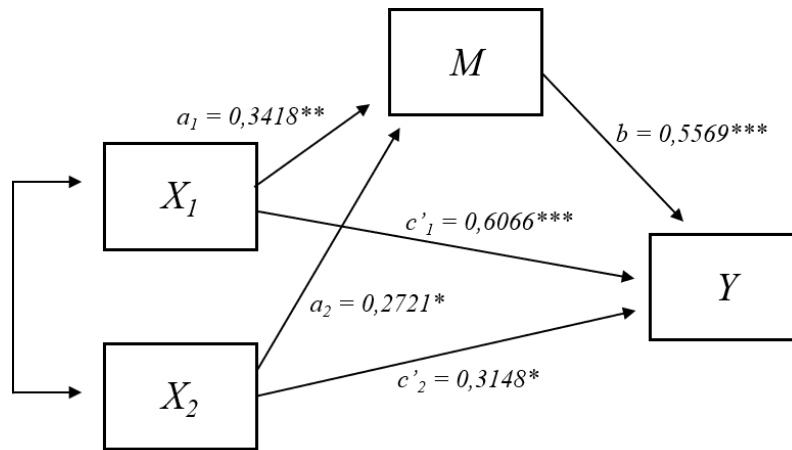 M
a1 = 0,3418**
b = 0,5569***
X1
c’1 = 0,6066***
Y
a2 = 0,2721*
X2
c’2 = 0,3148*